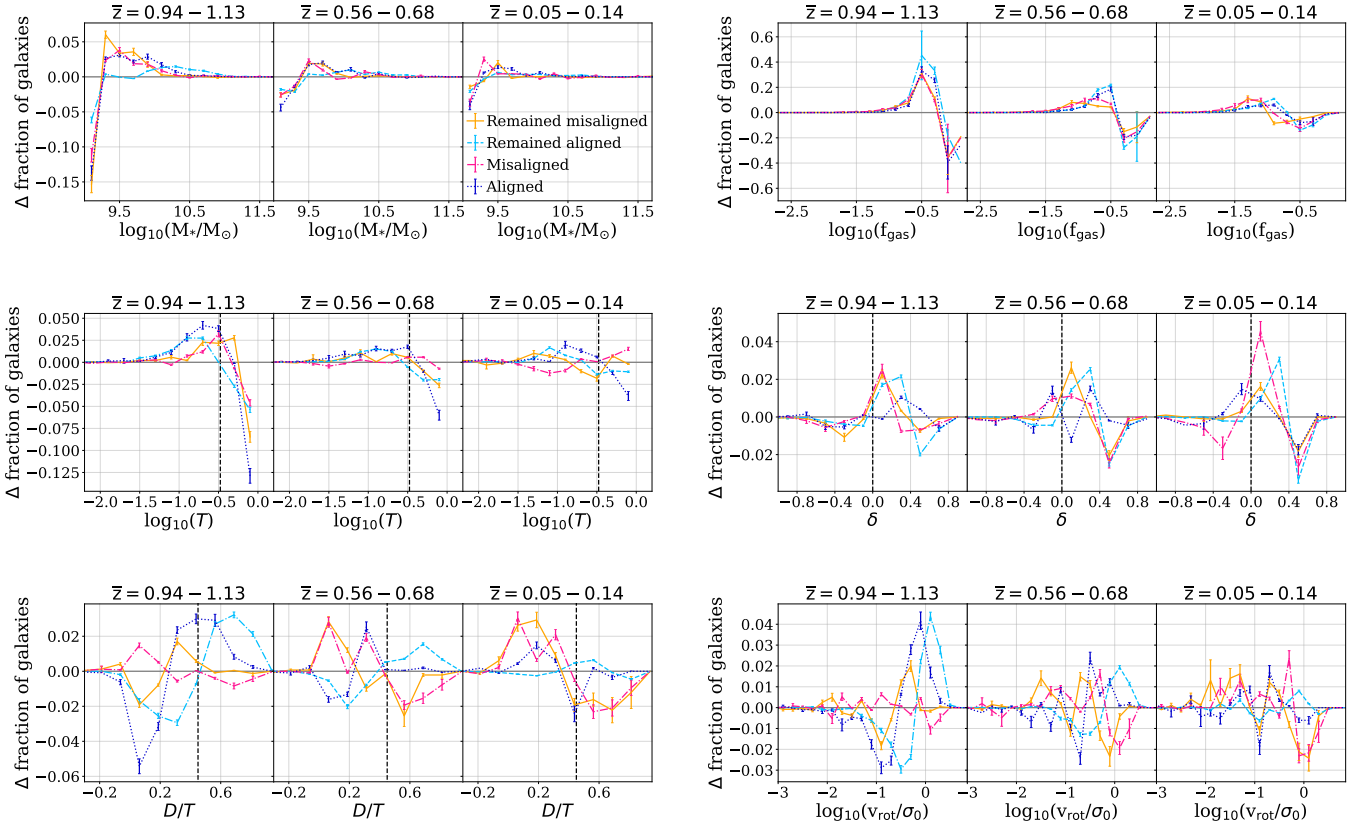 z̅ = 0.94 − 1.13 z̅ = 0.56 − 0.68 z̅ = 0.05 − 0.14
Δ fraction of galaxies
0.05
0.00
−0.05
−0.10
−0.15
Remained misaligned
Remained aligned
Misaligned
Aligned
9.5 10.5 11.5 9.5 10.5 11.5 9.5 10.5 11.5
log₁₀(M*/M⊙) log₁₀(M*/M⊙) log₁₀(M*/M⊙)
z̅ = 0.94 − 1.13 z̅ = 0.56 − 0.68 z̅ = 0.05 − 0.14
Δ fraction of galaxies
0.6
0.4
0.2
0.0
−0.2
−0.4
−0.6
−2.5 −1.5 −0.5 −2.5 −1.5 −0.5 −2.5 −1.5 −0.5
log₁₀(f_gas) log₁₀(f_gas) log₁₀(f_gas)
z̅ = 0.94 − 1.13 z̅ = 0.56 − 0.68 z̅ = 0.05 − 0.14
Δ fraction of galaxies
0.050
0.025
0.000
−0.025
−0.050
−0.075
−0.100
−0.125
−2.0 −1.5 −1.0 −0.5 0.0 −2.0 −1.5 −1.0 −0.5 0.0 −2.0 −1.5 −1.0 −0.5 0.0
log₁₀(T) log₁₀(T) log₁₀(T)
z̅ = 0.94 − 1.13 z̅ = 0.56 − 0.68 z̅ = 0.05 − 0.14
Δ fraction of galaxies
0.04
0.02
0.00
−0.02
−0.8 −0.4 0.0 0.4 0.8 −0.8 −0.4 0.0 0.4 0.8 −0.8 −0.4 0.0 0.4 0.8
δ δ δ
z̅ = 0.94 − 1.13 z̅ = 0.56 − 0.68 z̅ = 0.05 − 0.14
Δ fraction of galaxies
0.02
0.00
−0.02
−0.04
−0.06
−0.2 0.2 0.6 −0.2 0.2 0.6 −0.2 0.2 0.6
D/T D/T D/T
z̅ = 0.94 − 1.13 z̅ = 0.56 − 0.68 z̅ = 0.05 − 0.14
Δ fraction of galaxies
0.04
0.03
0.02
0.01
0.00
−0.01
−0.02
−0.03
−3 −2 −1 0 −3 −2 −1 0 −3 −2 −1 0
log₁₀(v_rot/σ₀) log₁₀(v_rot/σ₀) log₁₀(v_rot/σ₀)